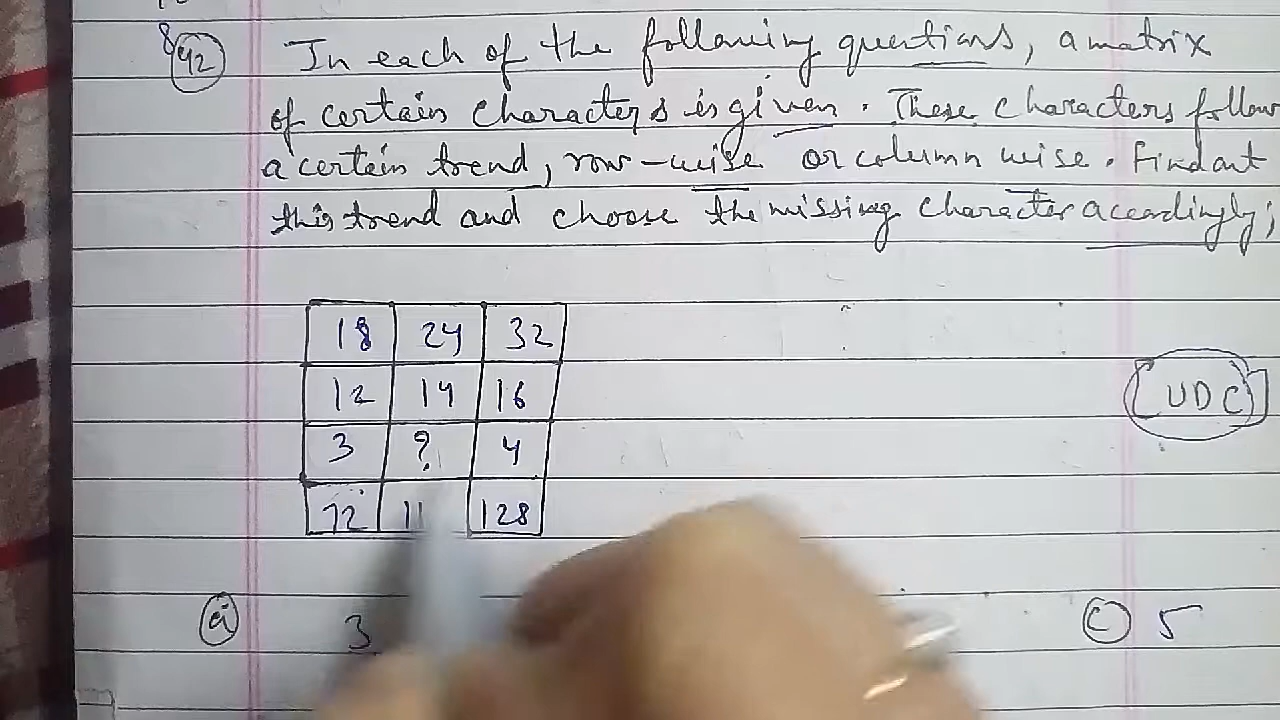 842 In each of the following questions, a matrix
of certain characters is given. These characters follow
a certain trend, row-wise or column wise. Find out
this trend and choose the missing character accordingly;
18 24 32
12 14 16
3 ? 4
72 11 128
[UDC]
(a) 3 (c) 5